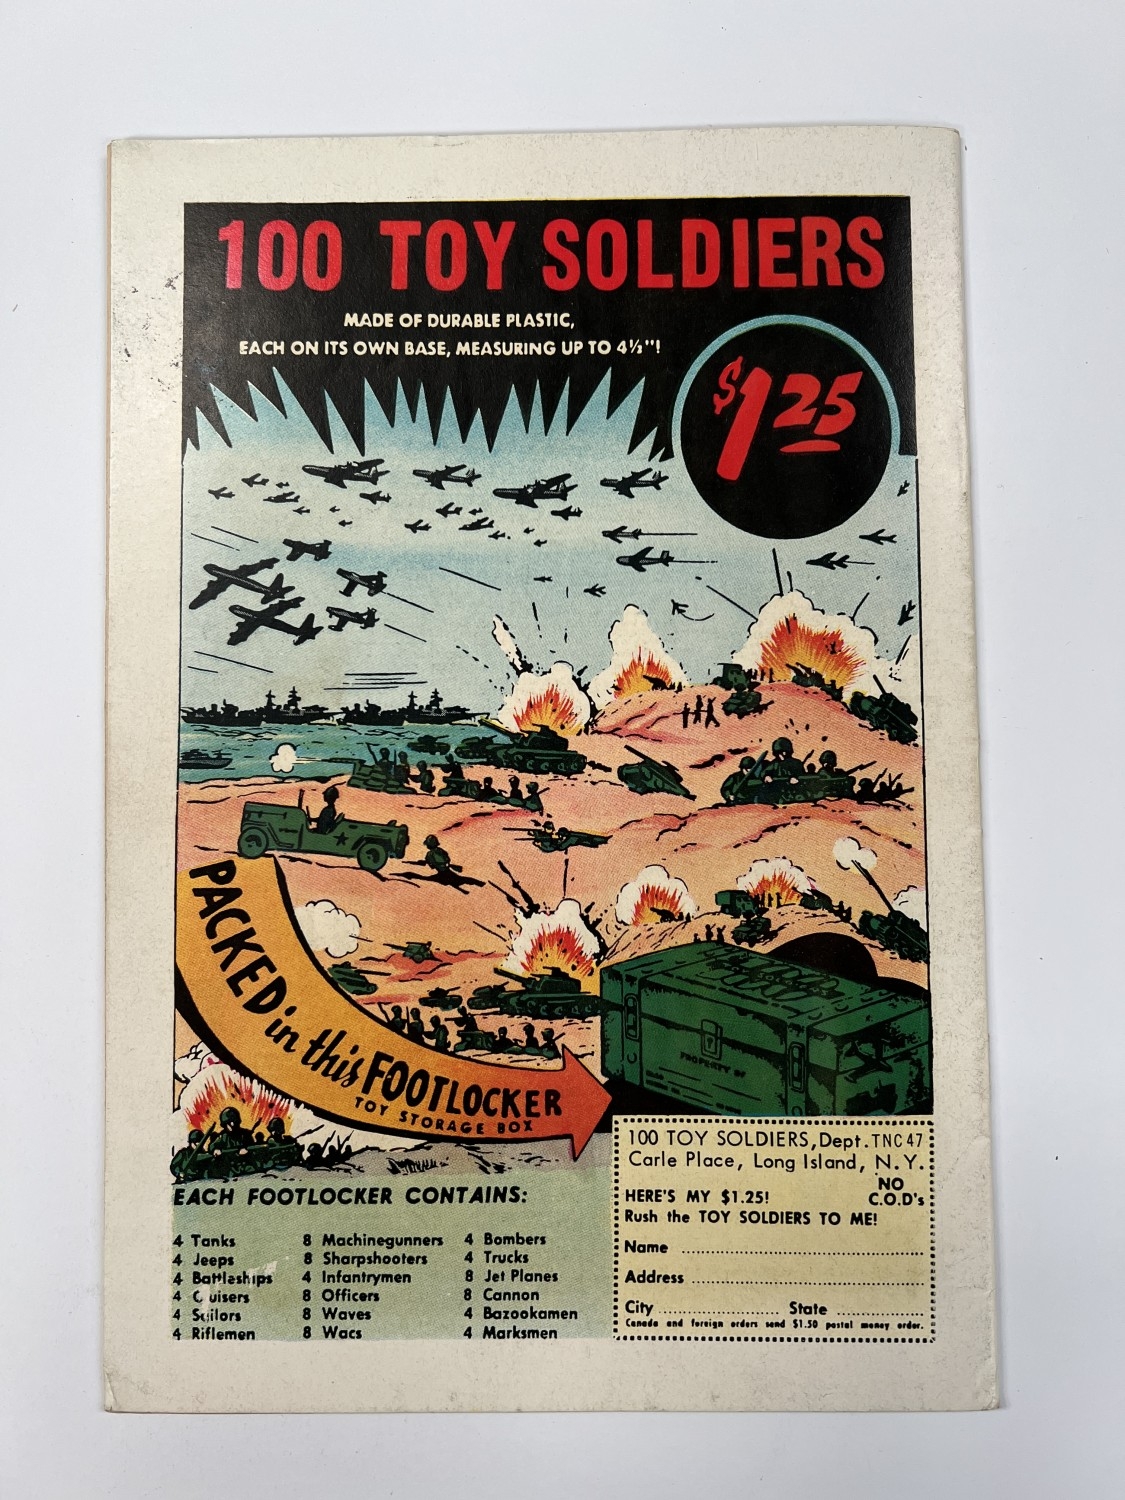 100 TOY SOLDIERS
MADE OF DURABLE PLASTIC,
EACH ON ITS OWN BASE, MEASURING UP TO 4½"!
$1 25
PACKED in this FOOTLOCKER
TOY STORAGE BOX
PROPERTY OF
EACH FOOTLOCKER CONTAINS:
4 Tanks
4 Jeeps
4 Battleships
4 Cruisers
4 Sailors
4 Riflemen
8 Machinegunners
8 Sharpshooters
4 Infantrymen
8 Officers
8 Waves
8 Wacs
4 Bombers
4 Trucks
8 Jet Planes
8 Cannon
4 Bazookamen
4 Marksmen
100 TOY SOLDIERS, Dept. TNC 47
Carle Place, Long Island, N. Y.
HERE'S MY $1.25!
NO
C.O.D's
Rush the TOY SOLDIERS TO ME!
Name
Address
City State
Canada and foreign orders send $1.50 postal money order.